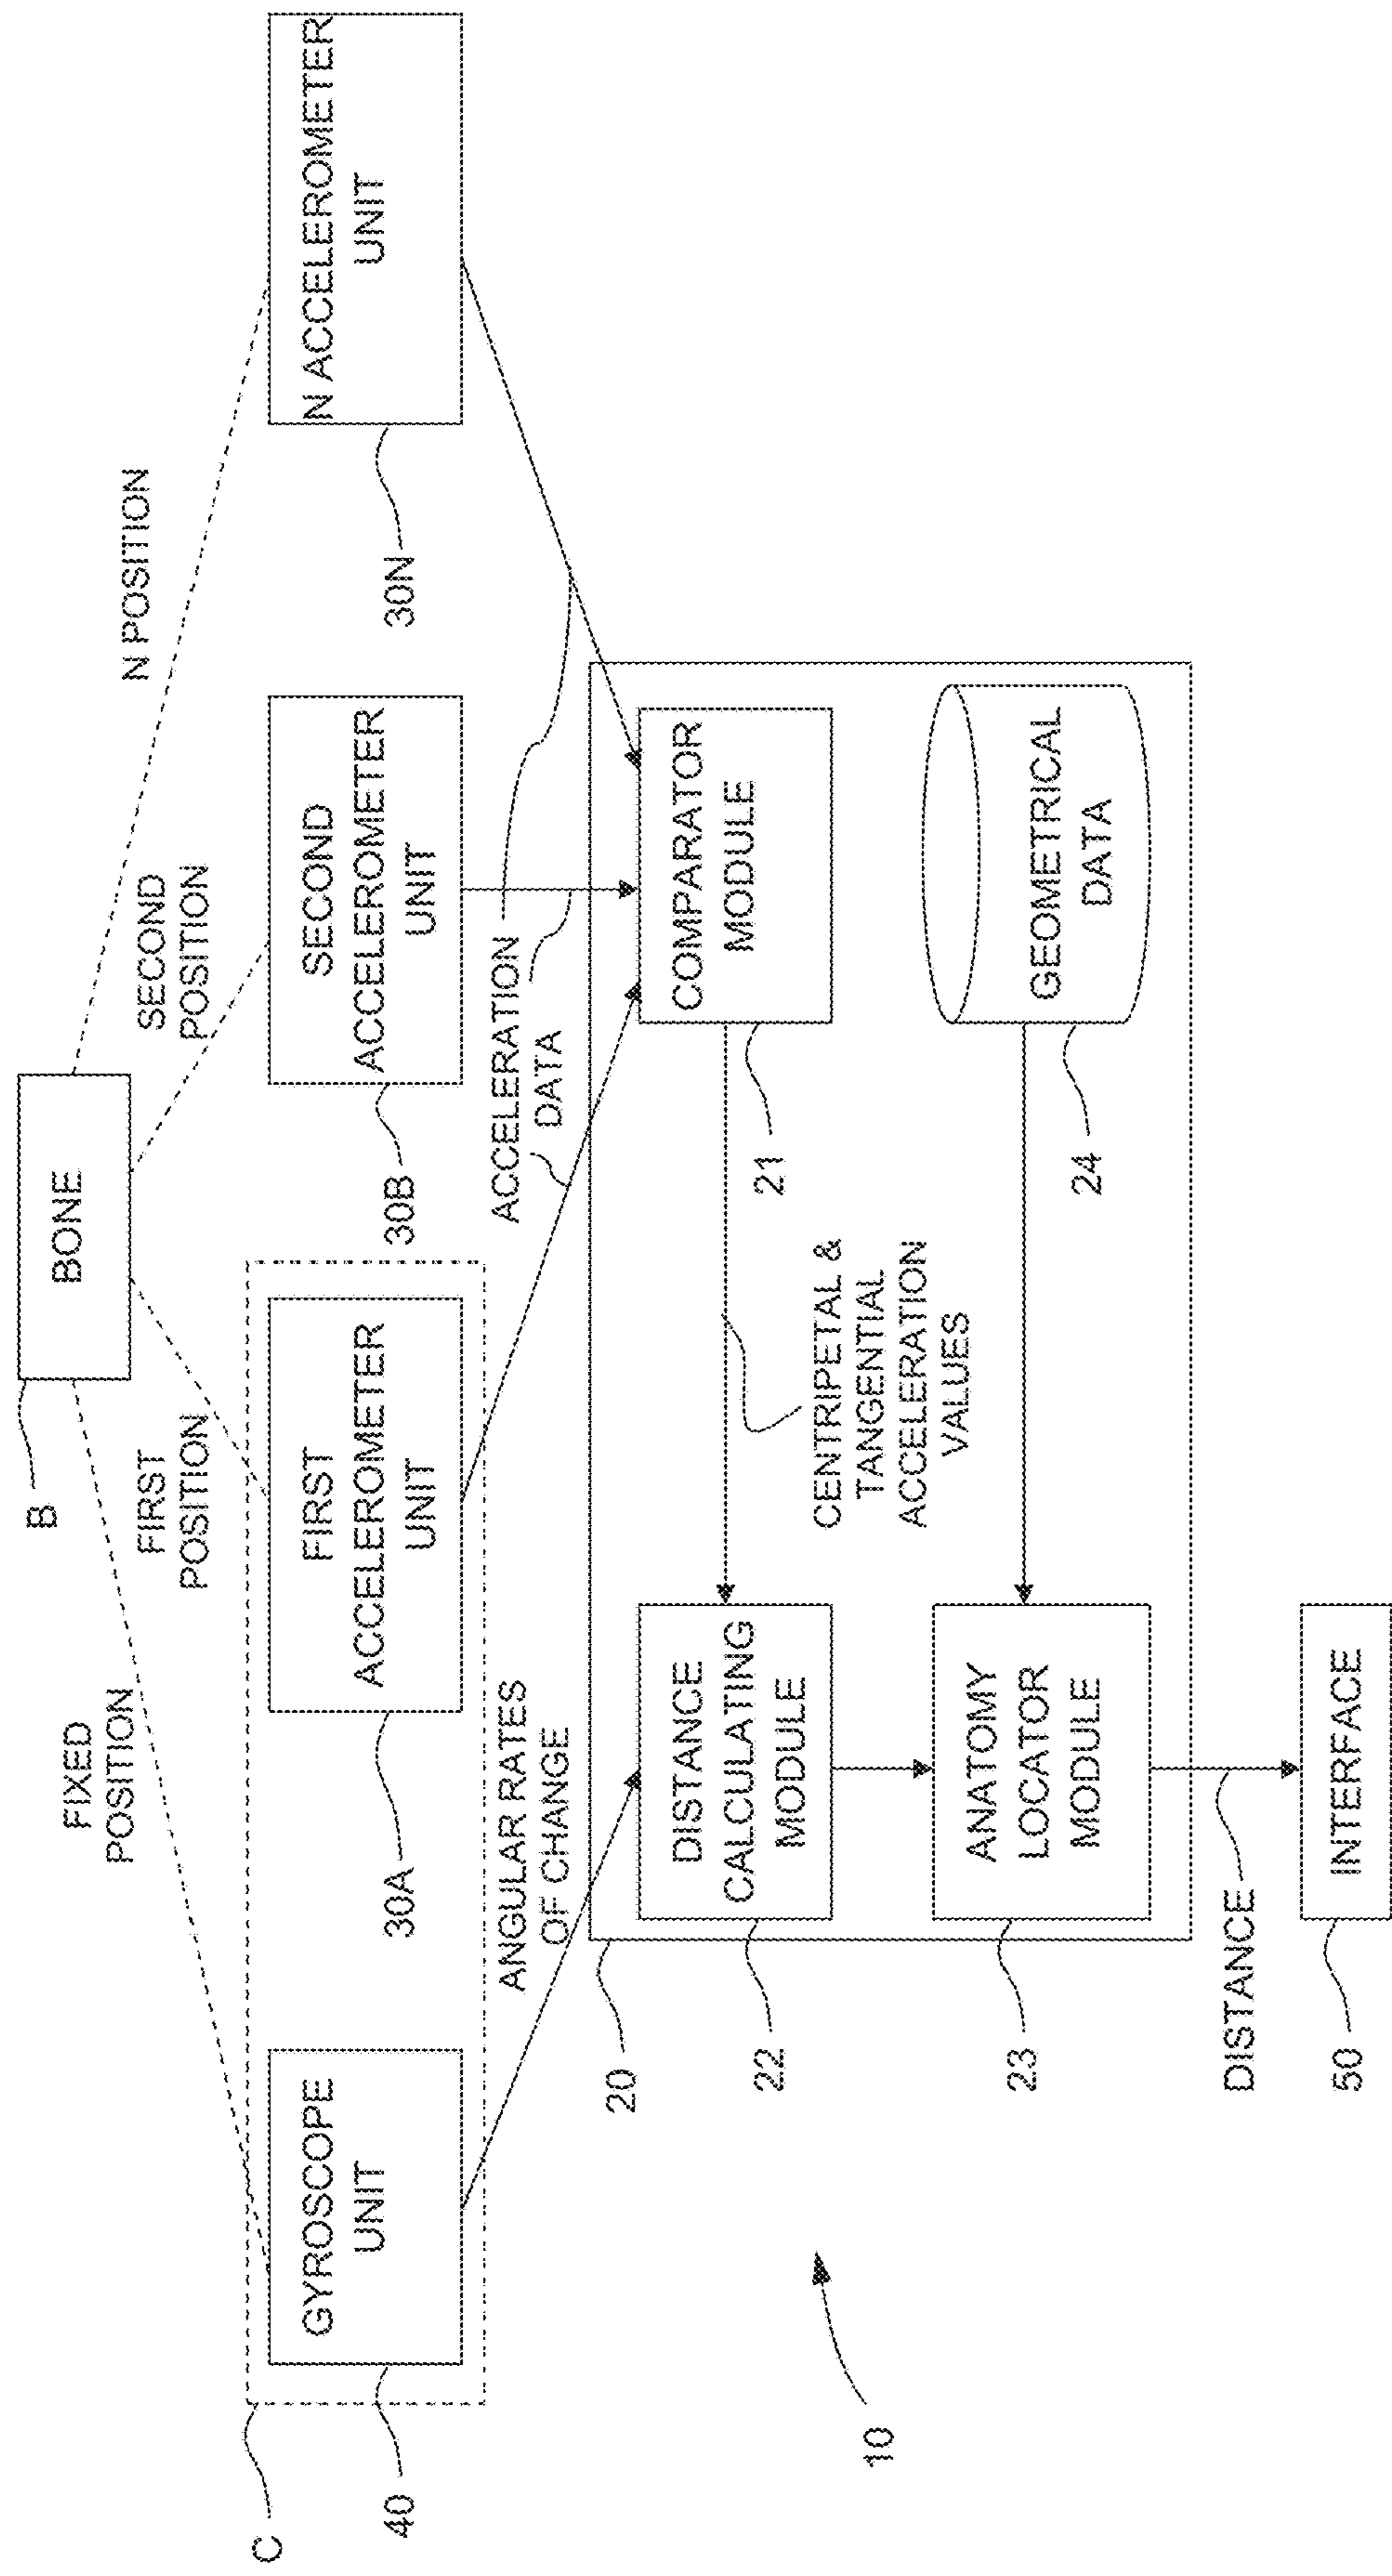 B
BONE
FIXED
POSITION
FIRST
POSITION
SECOND
POSITION
N POSITION
C
40
GYROSCOPE
UNIT
30A
FIRST
ACCELEROMETER
UNIT
30B
SECOND
ACCELEROMETER
UNIT
30N
N ACCELEROMETER
UNIT
ANGULAR RATES
OF CHANGE
ACCELERATION
DATA
20
22
DISTANCE
CALCULATING
MODULE
CENTRIPETAL &
TANGENTIAL
ACCELERATION
VALUES
21
COMPARATOR
MODULE
10
23
ANATOMY
LOCATOR
MODULE
24
GEOMETRICAL
DATA
DISTANCE
50
INTERFACE